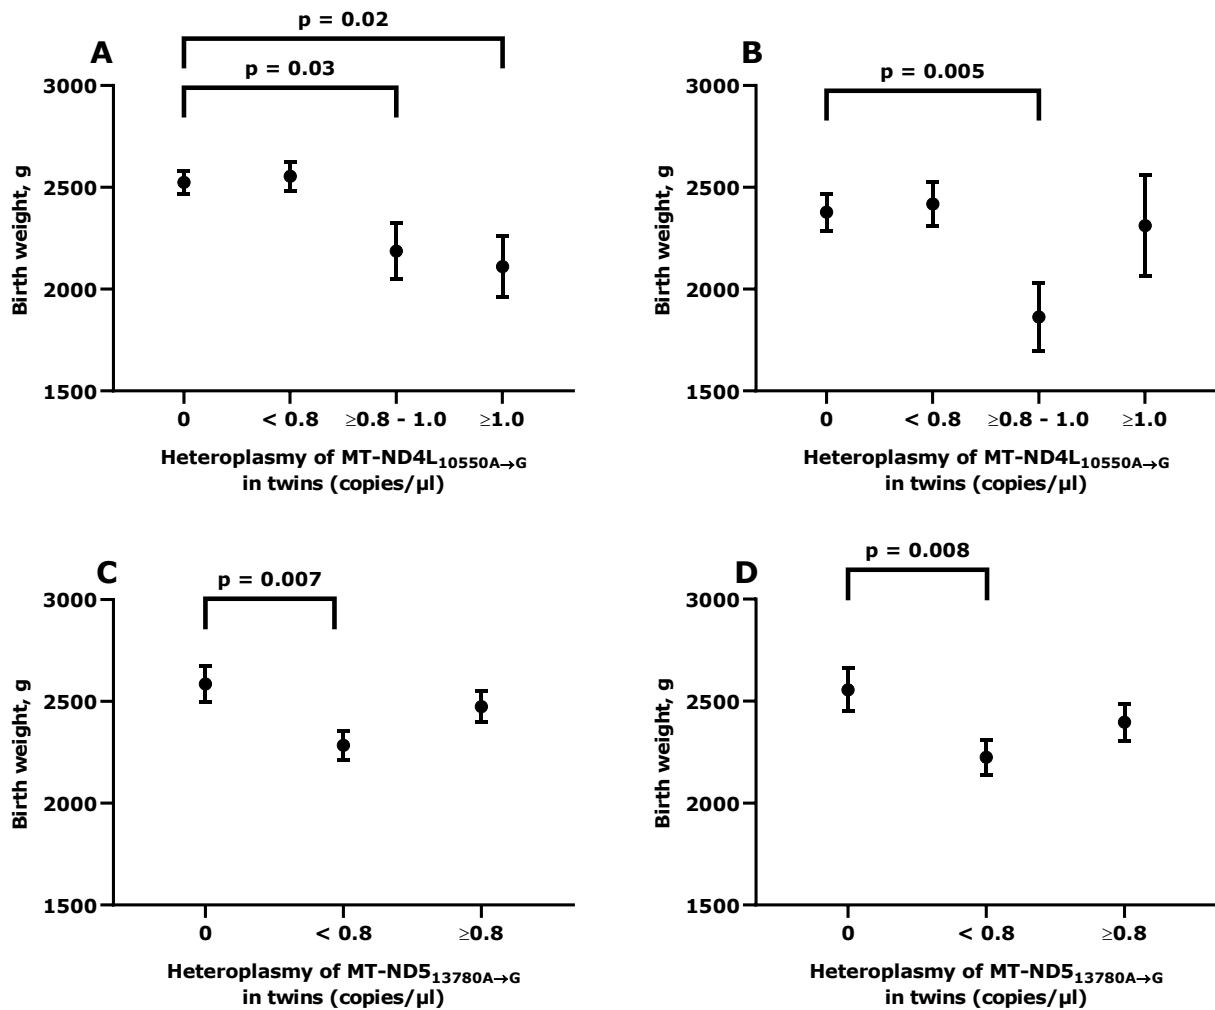 A
p = 0.02
p = 0.03
3000
2500
2000
1500
Birth weight, g
0
< 0.8
≥0.8 - 1.0
≥1.0
Heteroplasmy of MT-ND4L10550A→G
in twins (copies/µl)
B
p = 0.005
3000
2500
2000
1500
Birth weight, g
0
< 0.8
≥0.8 - 1.0
≥1.0
Heteroplasmy of MT-ND4L10550A→G
in twins (copies/µl)
C
p = 0.007
3000
2500
2000
1500
Birth weight, g
0
< 0.8
≥0.8
Heteroplasmy of MT-ND513780A→G
in twins (copies/µl)
D
p = 0.008
3000
2500
2000
1500
Birth weight, g
0
< 0.8
≥0.8
Heteroplasmy of MT-ND513780A→G
in twins (copies/µl)